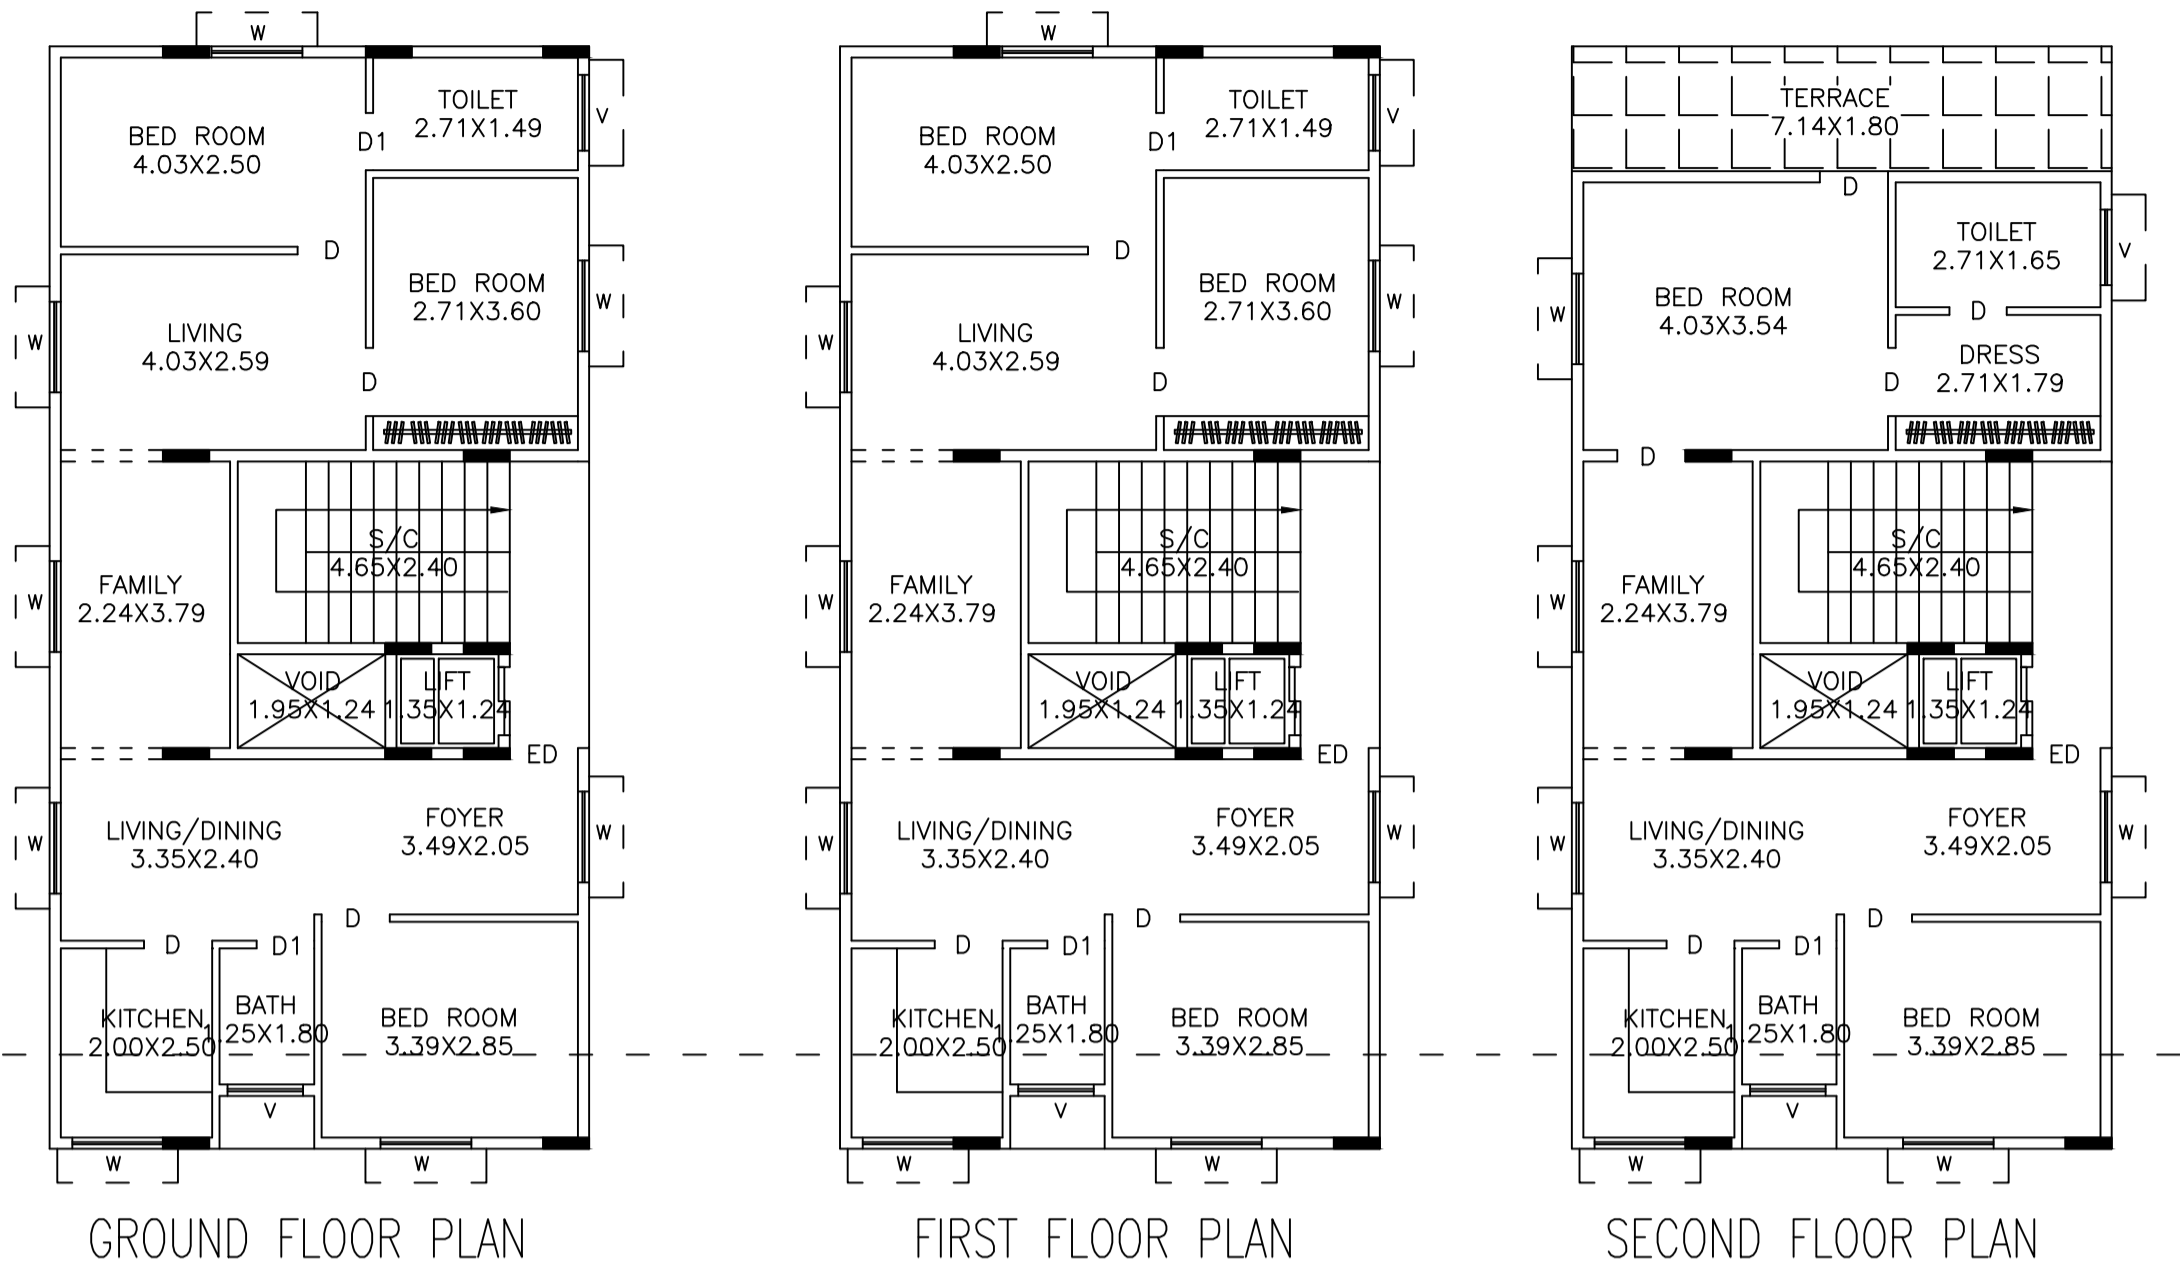 W
TOILET
2.71X1.49
V
BED ROOM
4.03X2.50
D1
D
BED ROOM
2.71X3.60
W
LIVING
4.03X2.59
W
D
S/C
4.65X2.40
FAMILY
2.24X3.79
W
VOID
1.95X1.24
LIFT
1.35X1.24
ED
LIVING/DINING
3.35X2.40
W
FOYER
3.49X2.05
W
D
D
D1
KITCHEN
2.00X2.50
BATH
1.25X1.80
BED ROOM
3.39X2.85
V
W
W
GROUND FLOOR PLAN
W
TOILET
2.71X1.49
V
BED ROOM
4.03X2.50
D1
D
BED ROOM
2.71X3.60
W
LIVING
4.03X2.59
W
D
S/C
4.65X2.40
FAMILY
2.24X3.79
W
VOID
1.95X1.24
LIFT
1.35X1.24
ED
LIVING/DINING
3.35X2.40
W
FOYER
3.49X2.05
W
D
D
D1
KITCHEN
2.00X2.50
BATH
1.25X1.80
BED ROOM
3.39X2.85
V
W
W
FIRST FLOOR PLAN
TERRACE
7.14X1.80
D
TOILET
2.71X1.65
V
BED ROOM
4.03X3.54
W
D
DRESS
2.71X1.79
D
D
S/C
4.65X2.40
FAMILY
2.24X3.79
W
VOID
1.95X1.24
LIFT
1.35X1.24
ED
LIVING/DINING
3.35X2.40
W
FOYER
3.49X2.05
W
D
D
D1
KITCHEN
2.00X2.50
BATH
1.25X1.80
BED ROOM
3.39X2.85
V
W
W
SECOND FLOOR PLAN